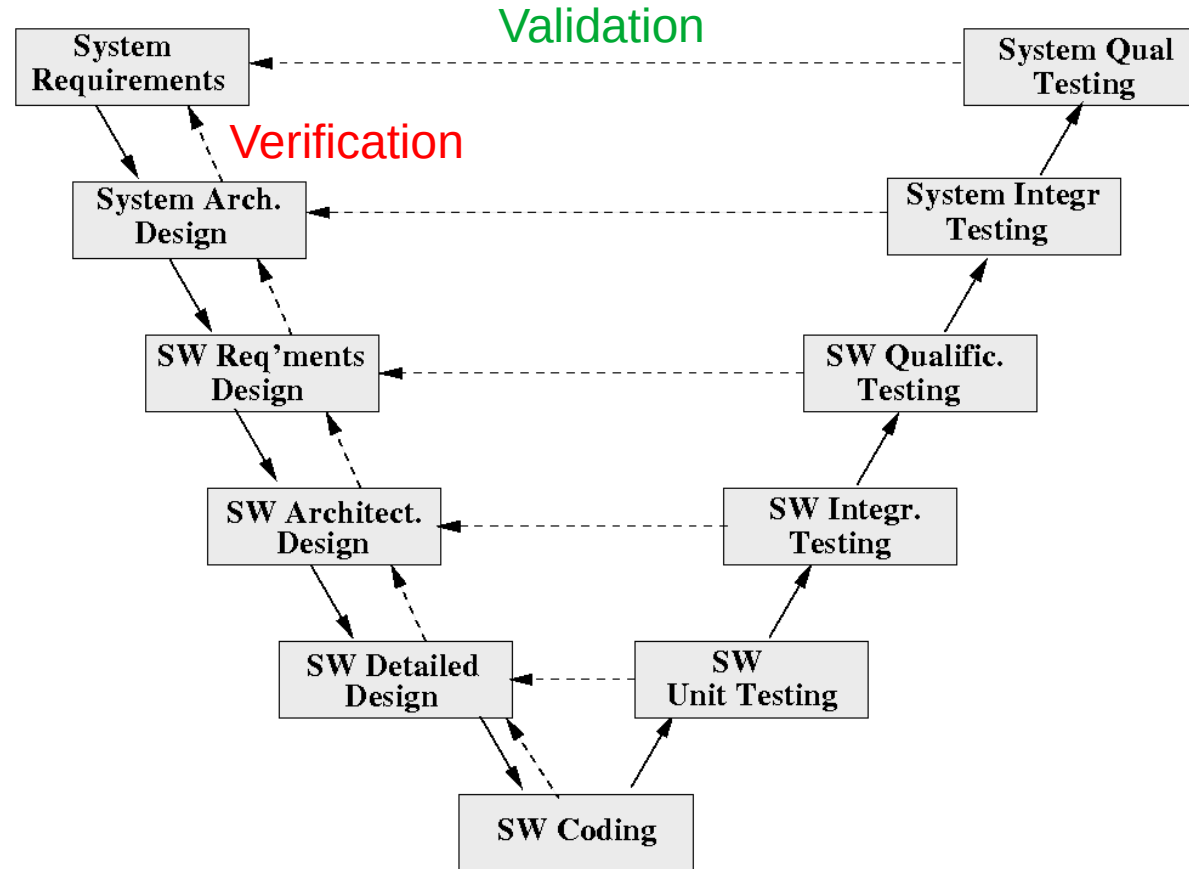 Validation
System
Requirements
System Qual
Testing
Verification
System Arch.
Design
System Integr
Testing
SW Req'ments
Design
SW Qualific.
Testing
SW Architect.
Design
SW Integr.
Testing
SW Detailed
Design
SW
Unit Testing
SW Coding